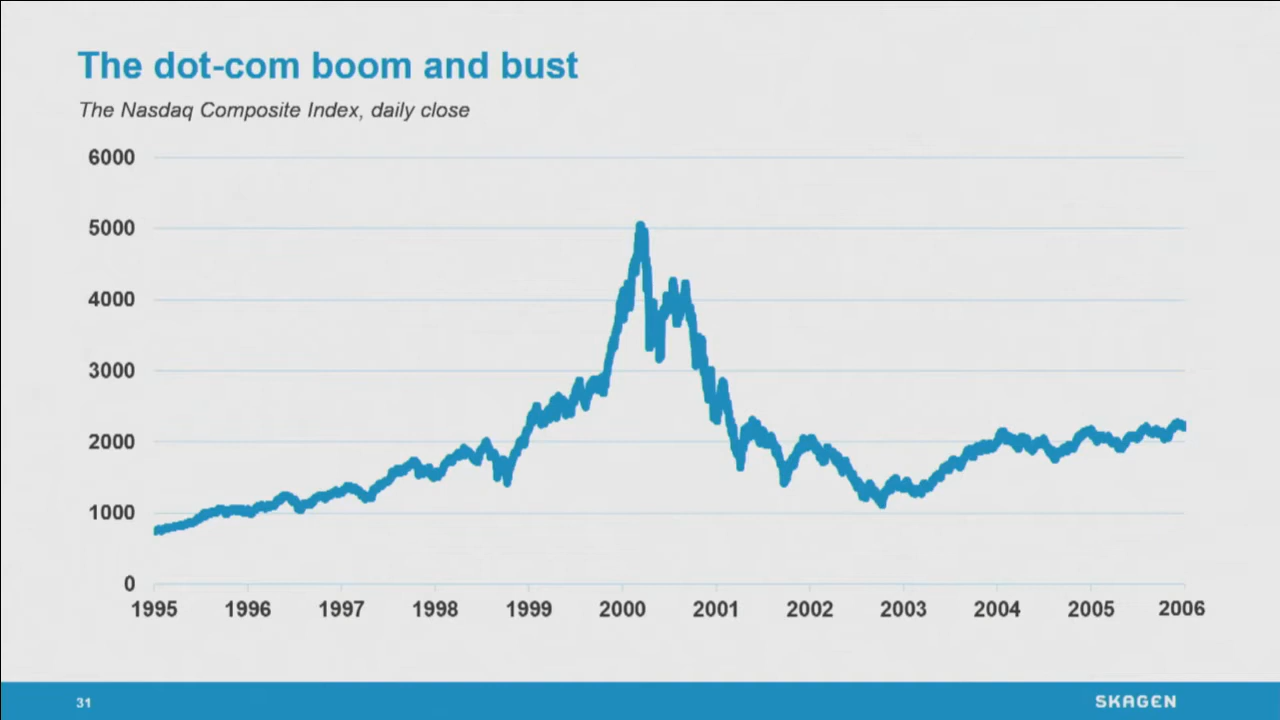 The dot-com boom and bust
The Nasdaq Composite Index, daily close
6000
5000
4000
3000
2000
1000
0
1995 1996 1997 1998 1999 2000 2001 2002 2003 2004 2005 2006
31 SKAGEN